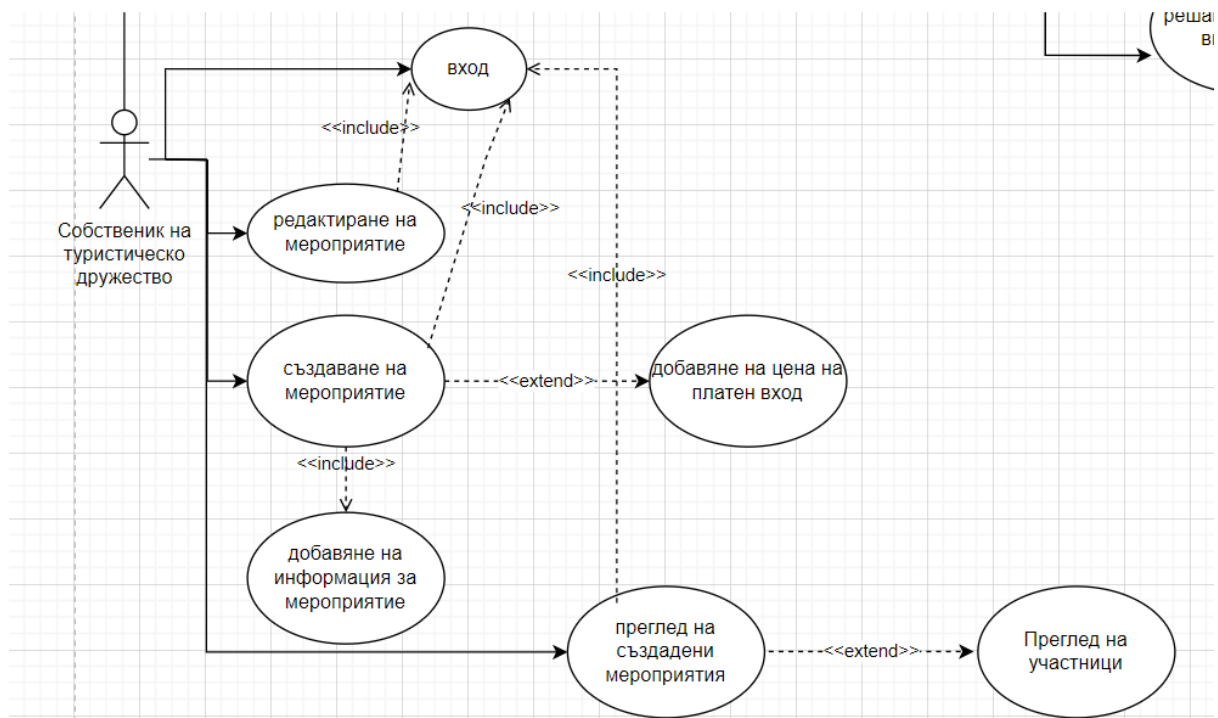 вход
<<include>>
<<include>>
редактиране на
мероприятие
Собственик на
туристическо
дружество
<<include>>
създаване на
мероприятие
<<extend>>
добавяне на цена на
платен вход
<<include>>
добавяне на
информация за
мероприятие
преглед на
създадени
мероприятия
<<extend>>
Преглед на
участници